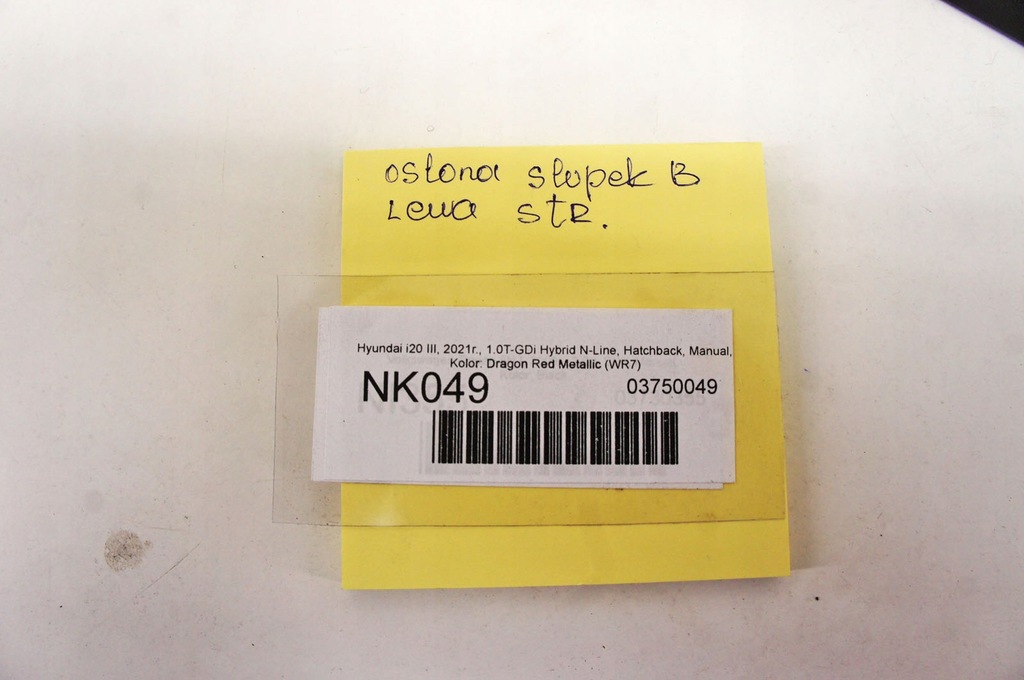 osłona słupek B
Lewa stR.
Hyundai i20 III, 2021r., 1.0T-GDi Hybrid N-Line, Hatchback, Manual,
Kolor: Dragon Red Metallic (WR7)
NK049 03750049